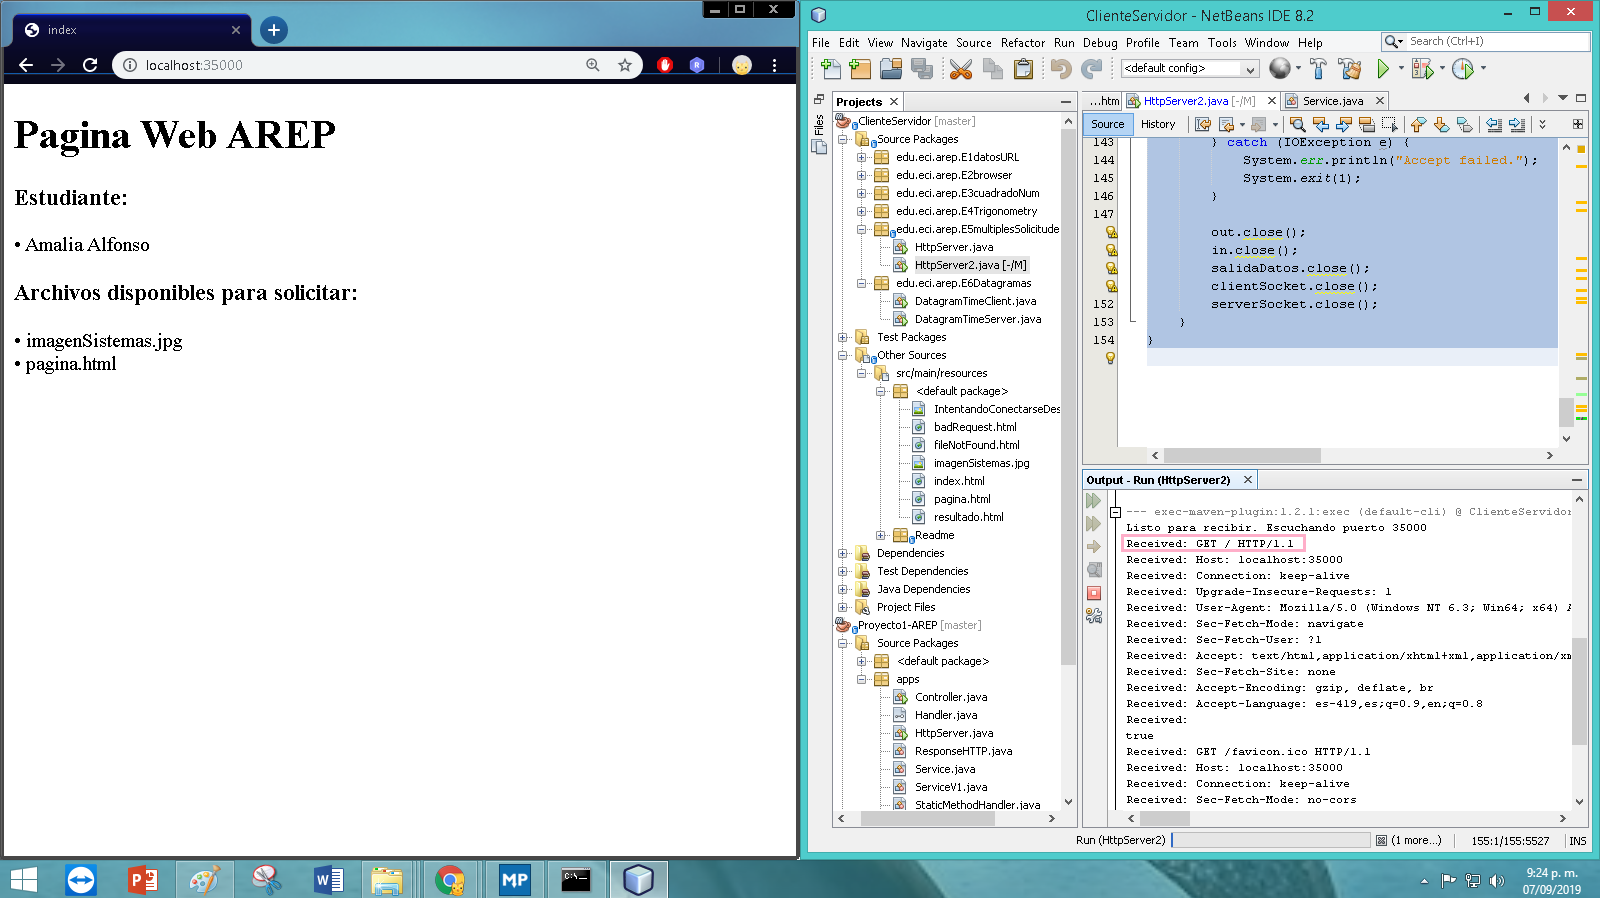 index
localhost:35000
Pagina Web AREP
Estudiante:
• Amalia Alfonso
Archivos disponibles para solicitar:
• imagenSistemas.jpg
• pagina.html
ClienteServidor - NetBeans IDE 8.2
File Edit View Navigate Source Refactor Run Debug Profile Team Tools Window Help
Search (Ctrl+I)
<default config>
Files
Projects
ClienteServidor [master]
Source Packages
edu.eci.arep.E1datosURL
edu.eci.arep.E2browser
edu.eci.arep.E3cuadradoNum
edu.eci.arep.E4Trigonometry
edu.eci.arep.E5multiplesSolicitude
HttpServer.java
HttpServer2.java [-/M]
edu.eci.arep.E6Datagramas
DatagramTimeClient.java
DatagramTimeServer.java
Test Packages
Other Sources
src/main/resources
<default package>
IntentandoConectarseDes
badRequest.html
fileNotFound.html
imagenSistemas.jpg
index.html
pagina.html
resultado.html
Readme
Dependencies
Test Dependencies
Java Dependencies
Project Files
Proyecto1-AREP [master]
Source Packages
<default package>
apps
Controller.java
Handler.java
HttpServer.java
ResponseHTTP.java
Service.java
ServiceV1.java
StaticMethodHandler.java
...htm HttpServer2.java [-/M] Service.java
Source History
143 } catch (IOException e) {
144 System.err.println("Accept failed.");
145 System.exit(1);
146 }
147
out.close();
in.close();
salidaDatos.close();
clientSocket.close();
152 serverSocket.close();
153 }
154 }
Output - Run (HttpServer2)
--- exec-maven-plugin:1.2.1:exec (default-cli) @ ClienteServidor
Listo para recibir. Escuchando puerto 35000
Received: GET / HTTP/1.1
Received: Host: localhost:35000
Received: Connection: keep-alive
Received: Upgrade-Insecure-Requests: 1
Received: User-Agent: Mozilla/5.0 (Windows NT 6.3; Win64; x64) A
Received: Sec-Fetch-Mode: navigate
Received: Sec-Fetch-User: ?1
Received: Accept: text/html,application/xhtml+xml,application/xm
Received: Sec-Fetch-Site: none
Received: Accept-Encoding: gzip, deflate, br
Received: Accept-Language: es-419,es;q=0.9,en;q=0.8
Received:
true
Received: GET /favicon.ico HTTP/1.1
Received: Host: localhost:35000
Received: Connection: keep-alive
Received: Sec-Fetch-Mode: no-cors
Run (HttpServer2) (1 more...) 155:1/155:5527 INS
MP
C:\_
9:24 p. m.
07/09/2019